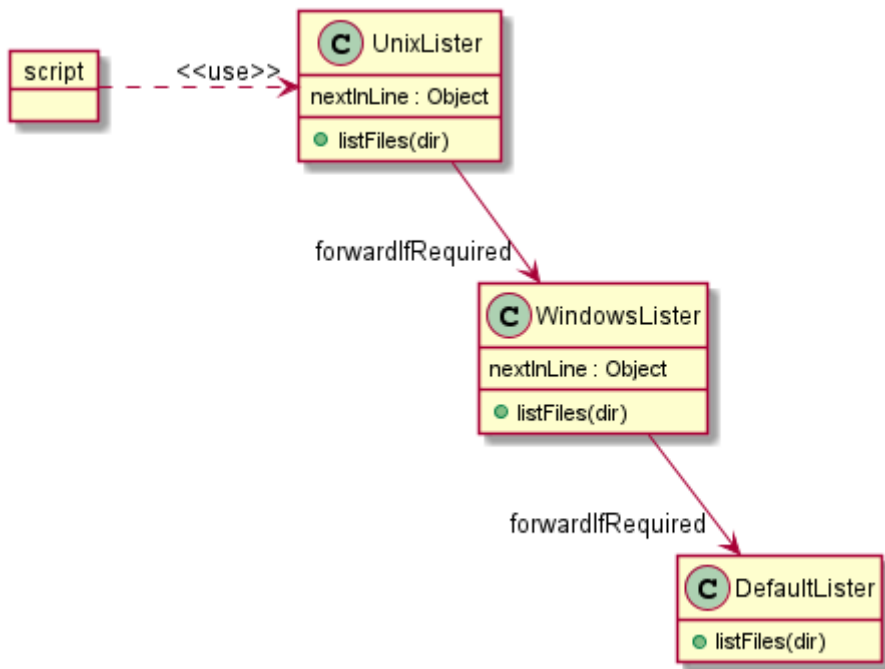 script
<<use>>
C UnixLister
nextInLine : Object
listFiles(dir)
forwardIfRequired
C WindowsLister
nextInLine : Object
listFiles(dir)
forwardIfRequired
C DefaultLister
listFiles(dir)